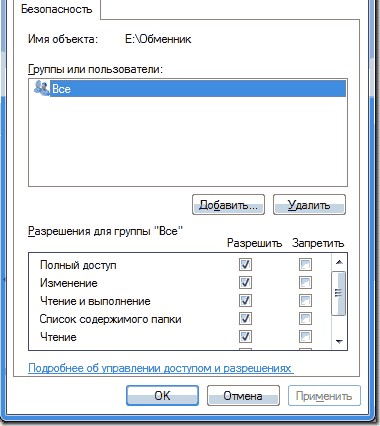 Безопасность
Имя объекта: E:\Обменник
Группы или пользователи:
Все
Добавить... Удалить
Разрешения для группы "Все" Разрешить Запретить
Полный доступ
Изменение
Чтение и выполнение
Список содержимого папки
Чтение
Подробнее об управлении доступом и разрешениях
OK Отмена Применить